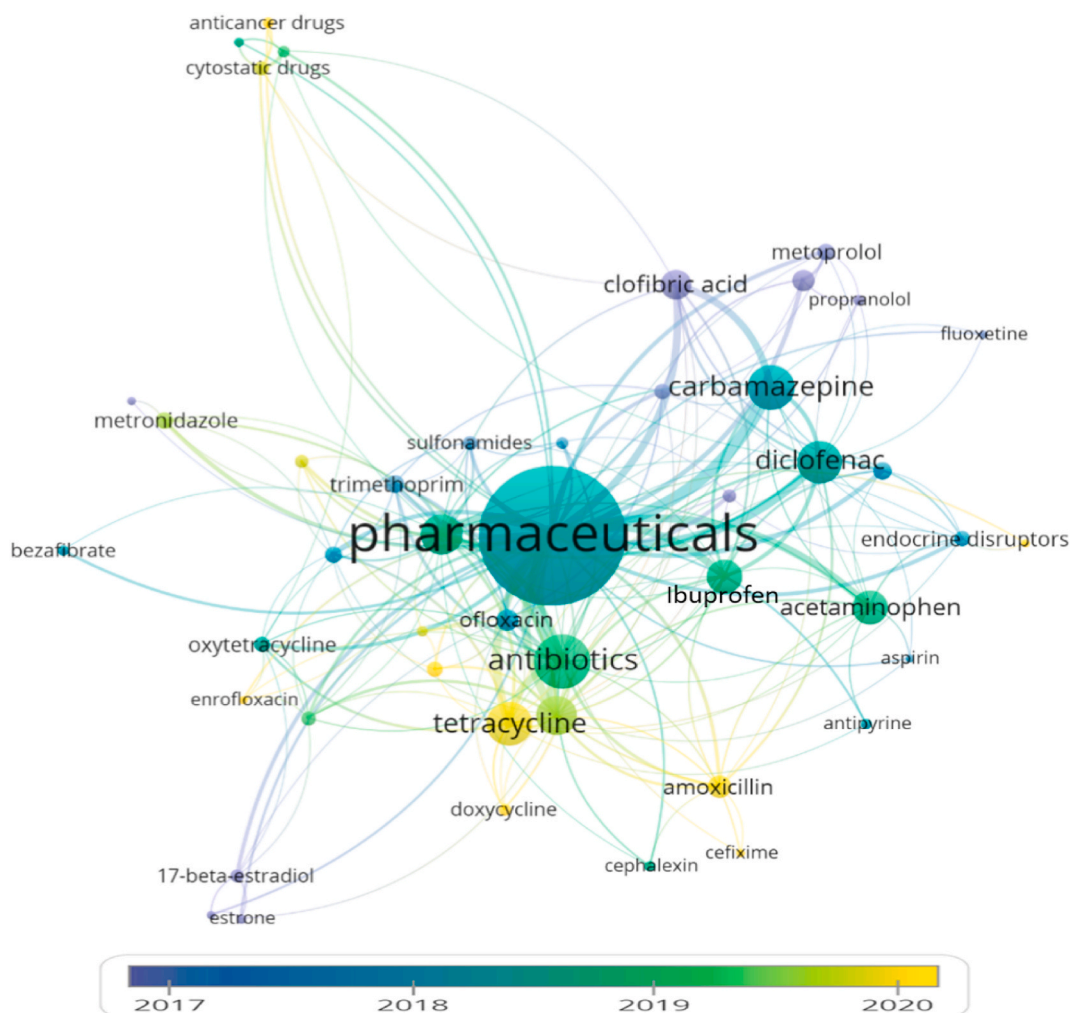 anticancer drugs
cytostatic drugs
metoprolol
clofibric acid
propranolol
fluoxetine
carbamazepine
metronidazole
sulfonamides
diclofenac
trimethoprim
pharmaceuticals
endocrine disruptors
bezafibrate
Ibuprofen
acetaminophen
ofloxacin
oxytetracycline
antibiotics
aspirin
enrofloxacin
tetracycline
antipyrine
amoxicillin
doxycycline
cefixime
cephalexin
17-beta-estradiol
estrone
2017 2018 2019 2020